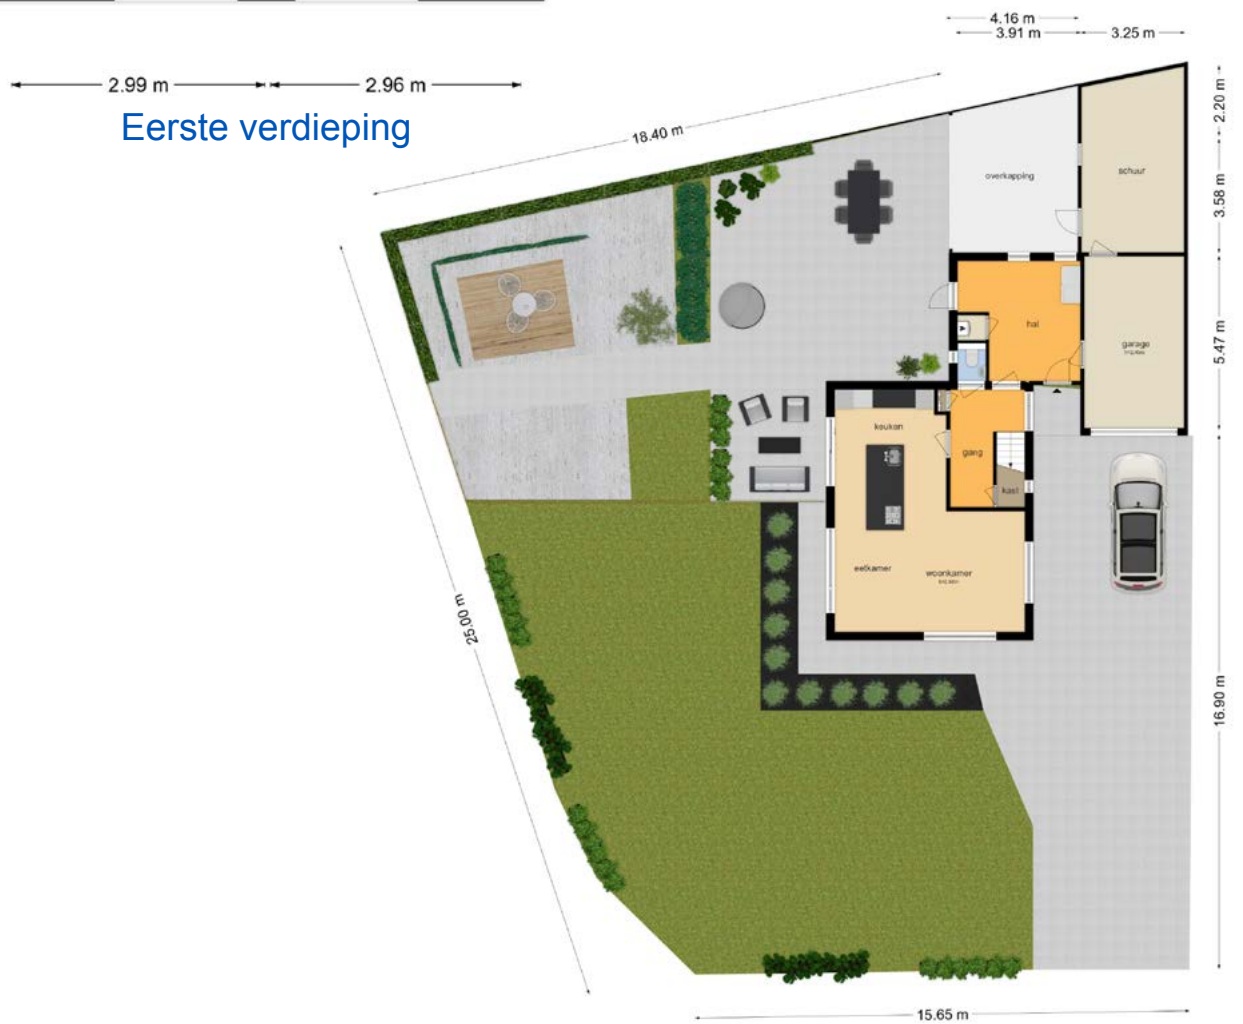 4.16 m
3.91 m
3.25 m
2.99 m
2.96 m
Eerste verdieping
18.40 m
2.20 m
overkapping
schuur
3.58 m
hal
garage
5.47 m
keuken
gang
kast
eetkamer
woonkamer
25.00 m
16.90 m
15.65 m